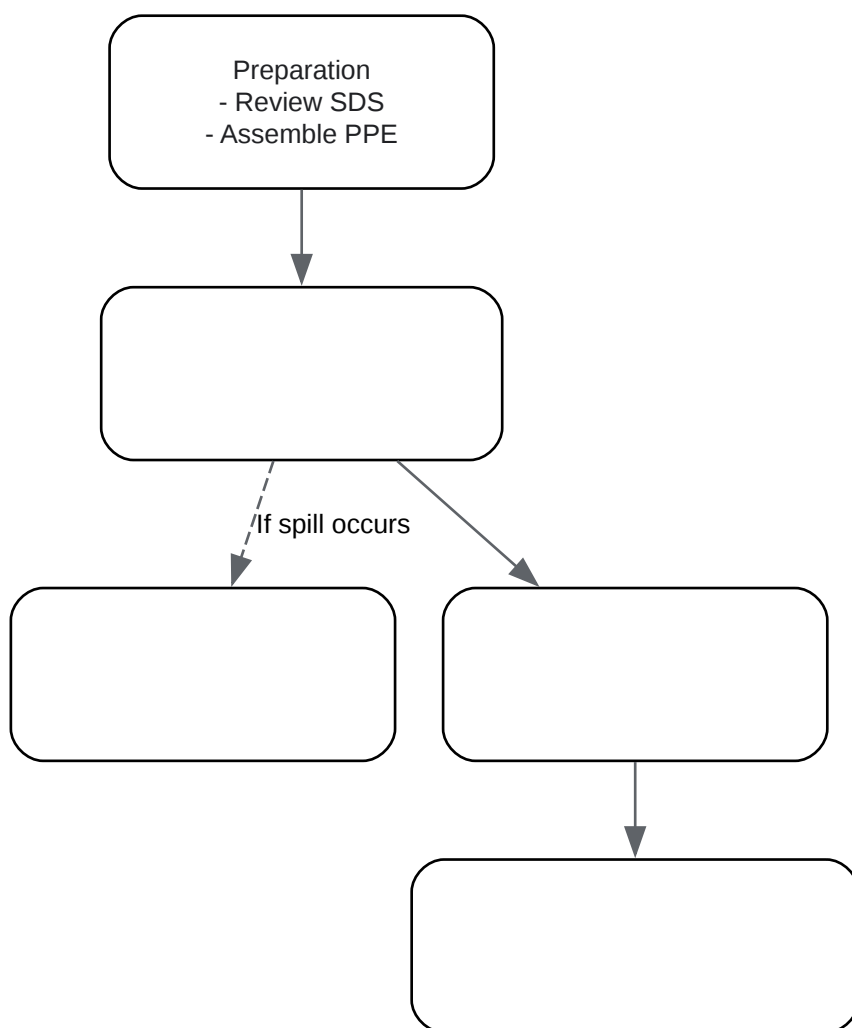 Preparation
- Review SDS
- Assemble PPE
If spill occurs